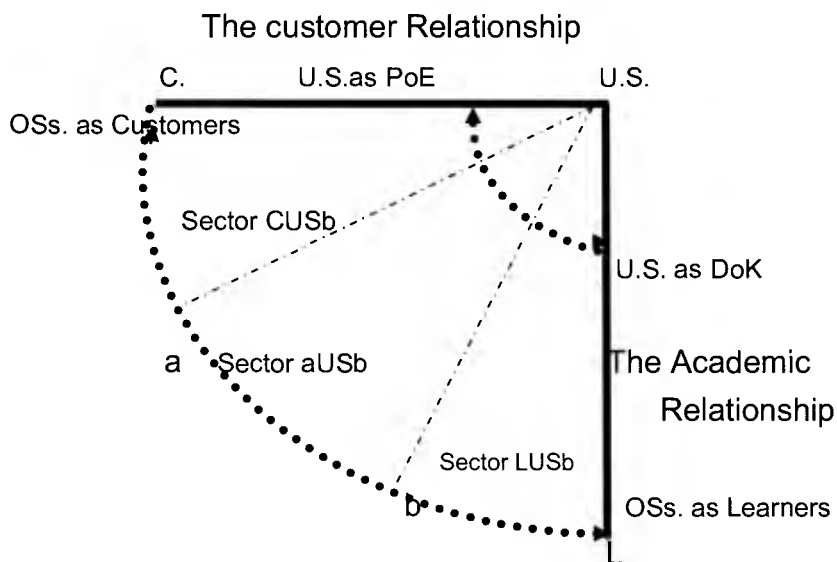 The customer Relationship
C.
U.S.as PoE
U.S.
OSs. as Customers
Sector CUSb
U.S. as DoK
a
Sector aUSb
The Academic
Relationship
Sector LUSb
b
OSs. as Learners